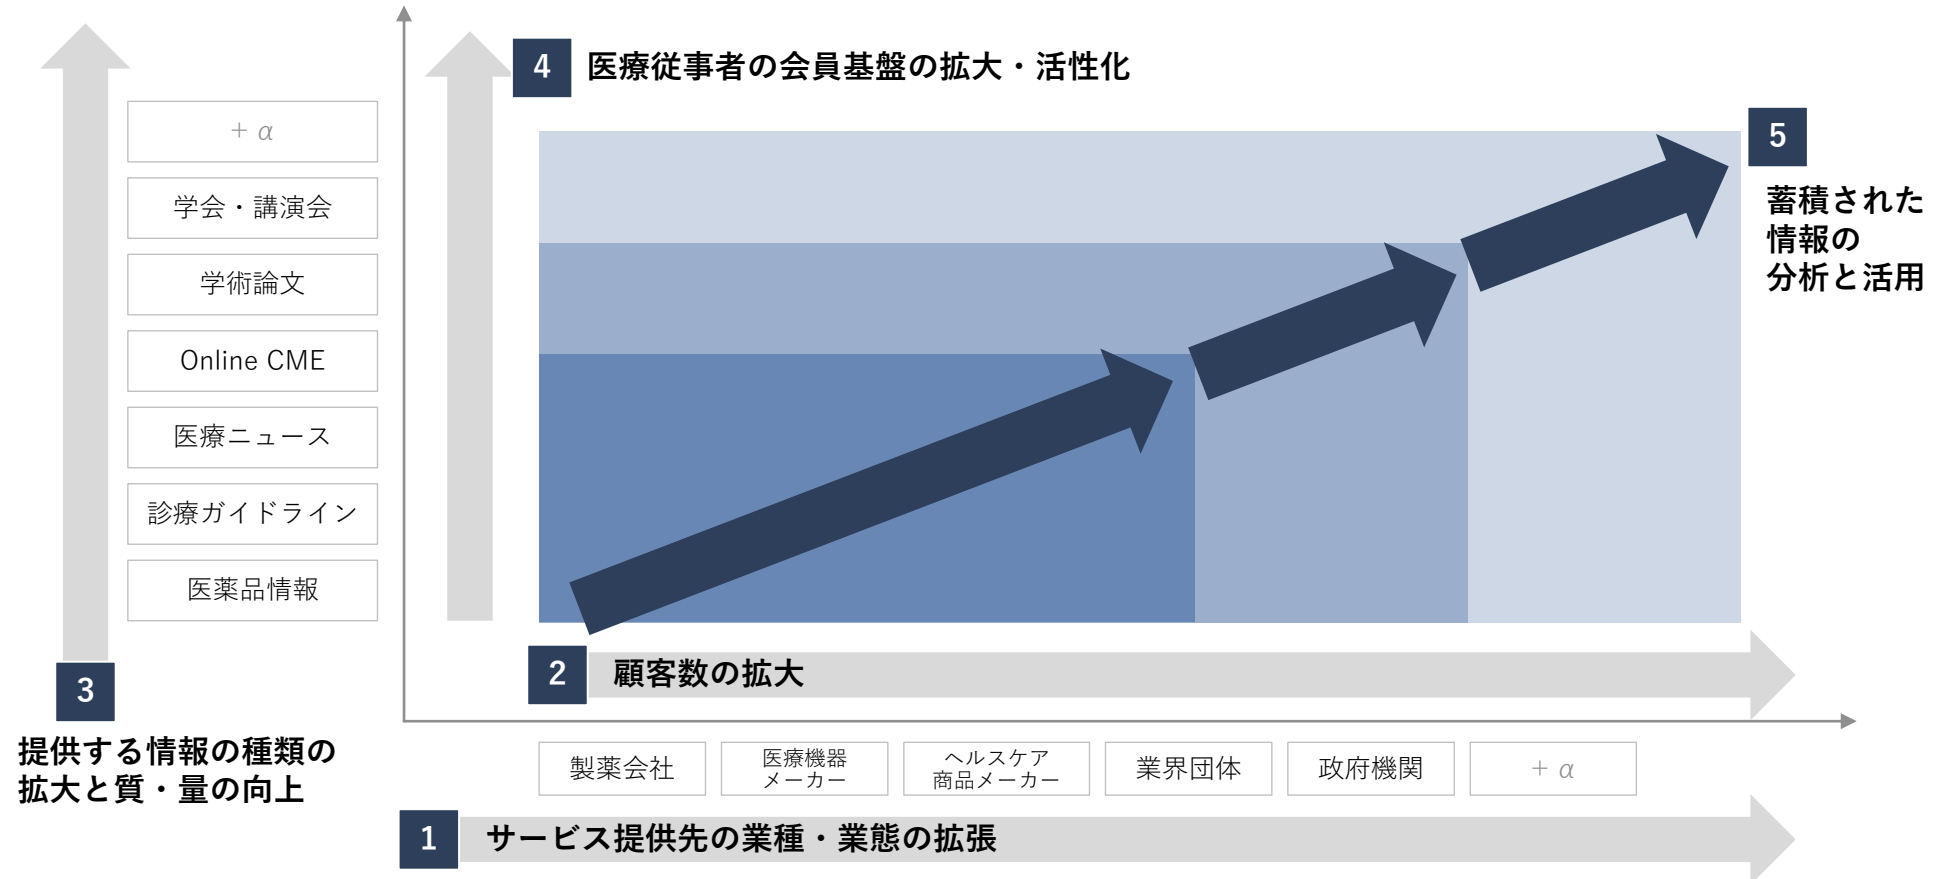 4
医療従事者の会員基盤の拡大・活性化
5
蓄積された
情報の
分析と活用
+ α
学会・講演会
学術論文
Online CME
医療ニュース
診療ガイドライン
医薬品情報
3
提供する情報の種類の
拡大と質・量の向上
2
顧客数の拡大
製薬会社
医療機器
メーカー
ヘルスケア
商品メーカー
業界団体
政府機関
+ α
1
サービス提供先の業種・業態の拡張